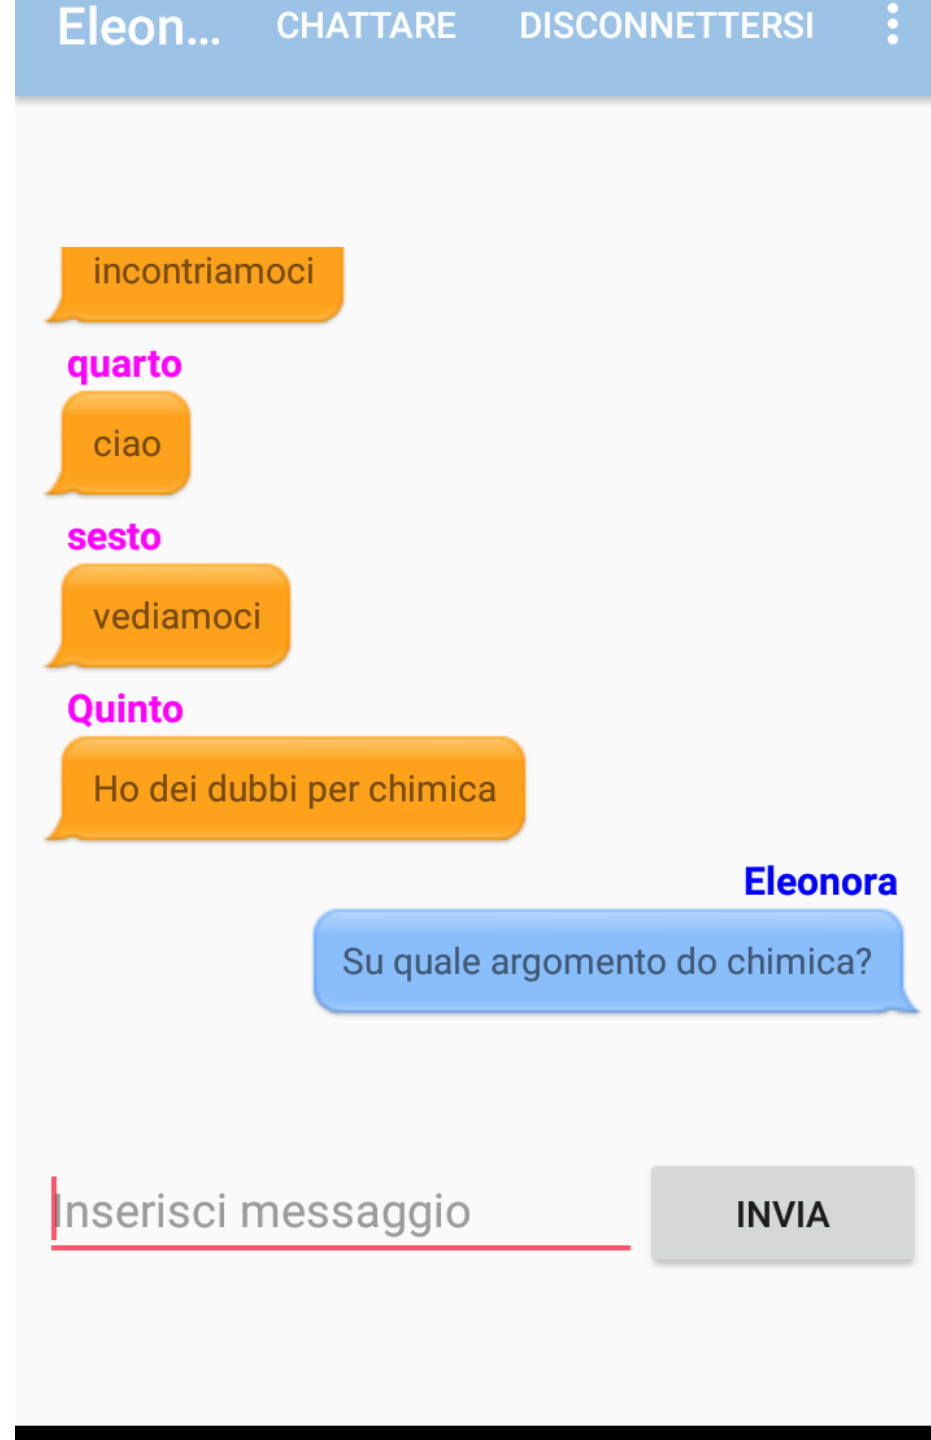 Eleon... CHATTARE DISCONNETTERSI
incontriamoci
quarto
ciao
sesto
vediamoci
Quinto
Ho dei dubbi per chimica
Eleonora
Su quale argomento do chimica?
Inserisci messaggio INVIA